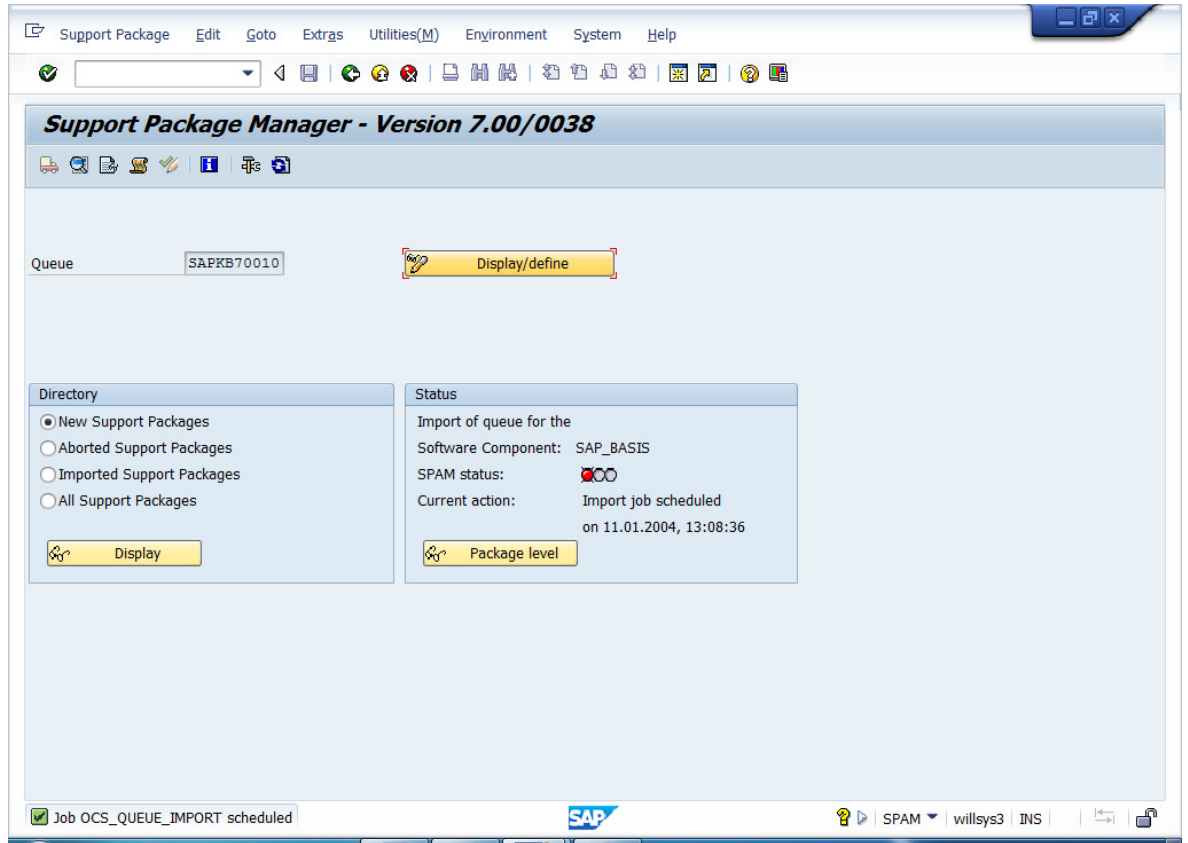 Support Package Edit Goto Extras Utilities(M) Environment System Help
Support Package Manager - Version 7.00/0038
Queue SAPKB70010 Display/define
Directory
New Support Packages
Aborted Support Packages
Imported Support Packages
All Support Packages
Display
Status
Import of queue for the
Software Component: SAP_BASIS
SPAM status:
Current action: Import job scheduled
on 11.01.2004, 13:08:36
Package level
Job OCS_QUEUE_IMPORT scheduled SAP SPAM willsys3 INS